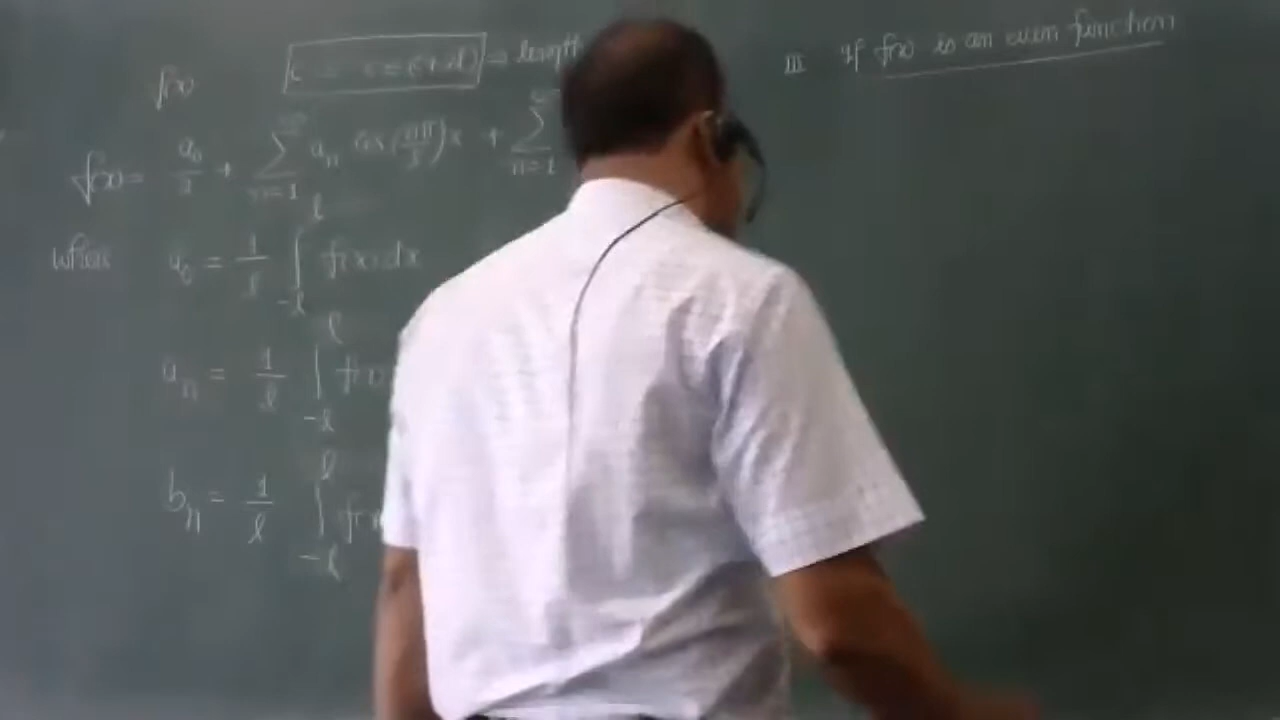 f(x)
⇒ length
f(x) = a₀/2 + ∑ₙ₌₁^∞ aₙ cos(nπ/l)x + ∑ₙ₌₁^∞
where a₀ = 1/l ∫₋ₗ^l f(x) dx
aₙ = 1/l ∫₋ₗ^l f(x)
bₙ = 1/l ∫₋ₗ^l f(x
III If f(x) is an even function